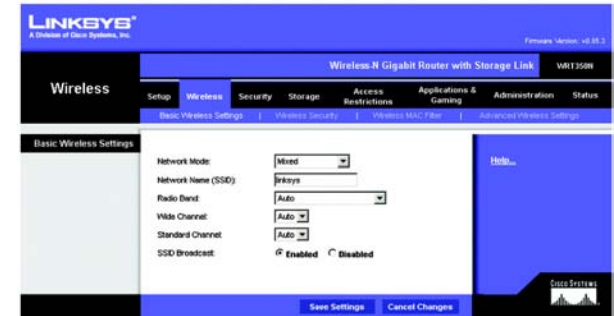 LINKSYS®
A Division of Cisco Systems, Inc.
Firmware Version: v0.05.3
Wireless-N Gigabit Router with Storage Link WRT350N
Wireless
Setup Wireless Security Storage Access Restrictions Applications & Gaming Administration Status
Basic Wireless Settings | Wireless Security | Wireless MAC Filter | Advanced Wireless Settings
Basic Wireless Settings
Network Mode: Mixed
Help...
Network Name (SSID): linksys
Radio Band: Auto
Wide Channel: Auto
Standard Channel: Auto
SSID Broadcast: Enabled Disabled
CISCO SYSTEMS
Save Settings Cancel Changes